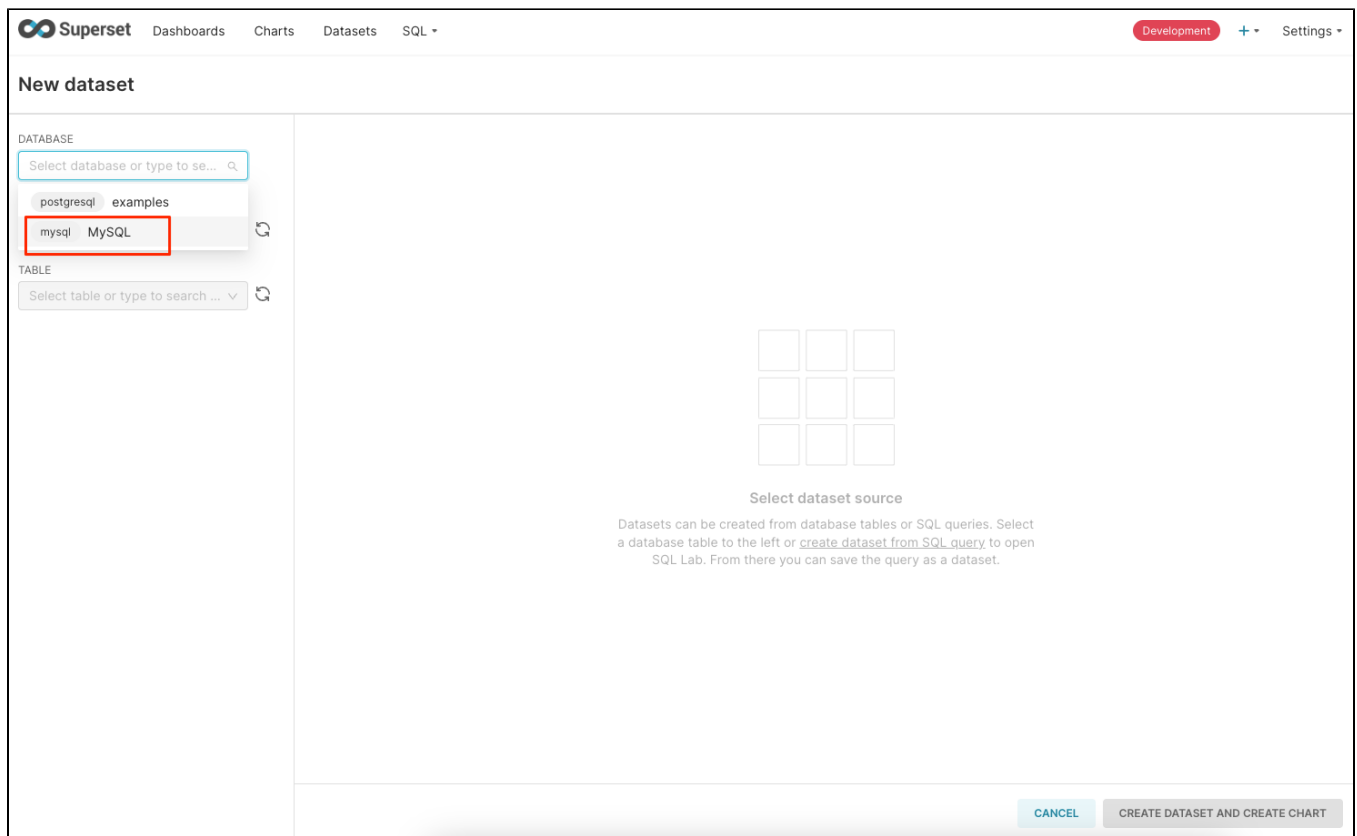 Superset Dashboards Charts Datasets SQL Development + Settings
New dataset
DATABASE
Select database or type to se...
postgresql examples
mysql MySQL
TABLE
Select table or type to search ...
Select dataset source
Datasets can be created from database tables or SQL queries. Select
a database table to the left or create dataset from SQL query to open
SQL Lab. From there you can save the query as a dataset.
CANCEL CREATE DATASET AND CREATE CHART